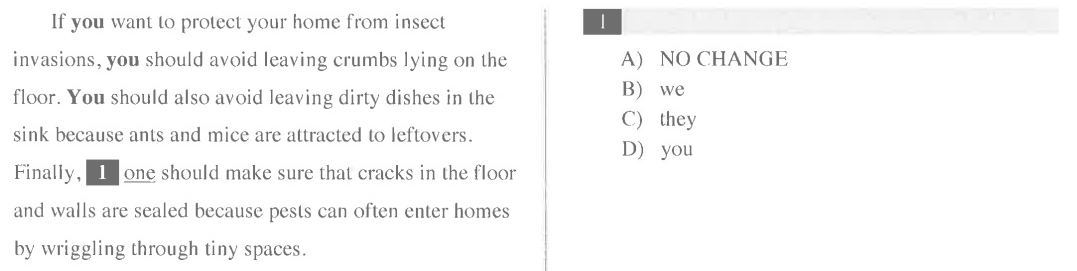 If you want to protect your home from insect
invasions, you should avoid leaving crumbs lying on the
floor. You should also avoid leaving dirty dishes in the
sink because ants and mice are attracted to leftovers.
Finally, 1 one should make sure that cracks in the floor
and walls are sealed because pests can often enter homes
by wriggling through tiny spaces.
1
A) NO CHANGE
B) we
C) they
D) you